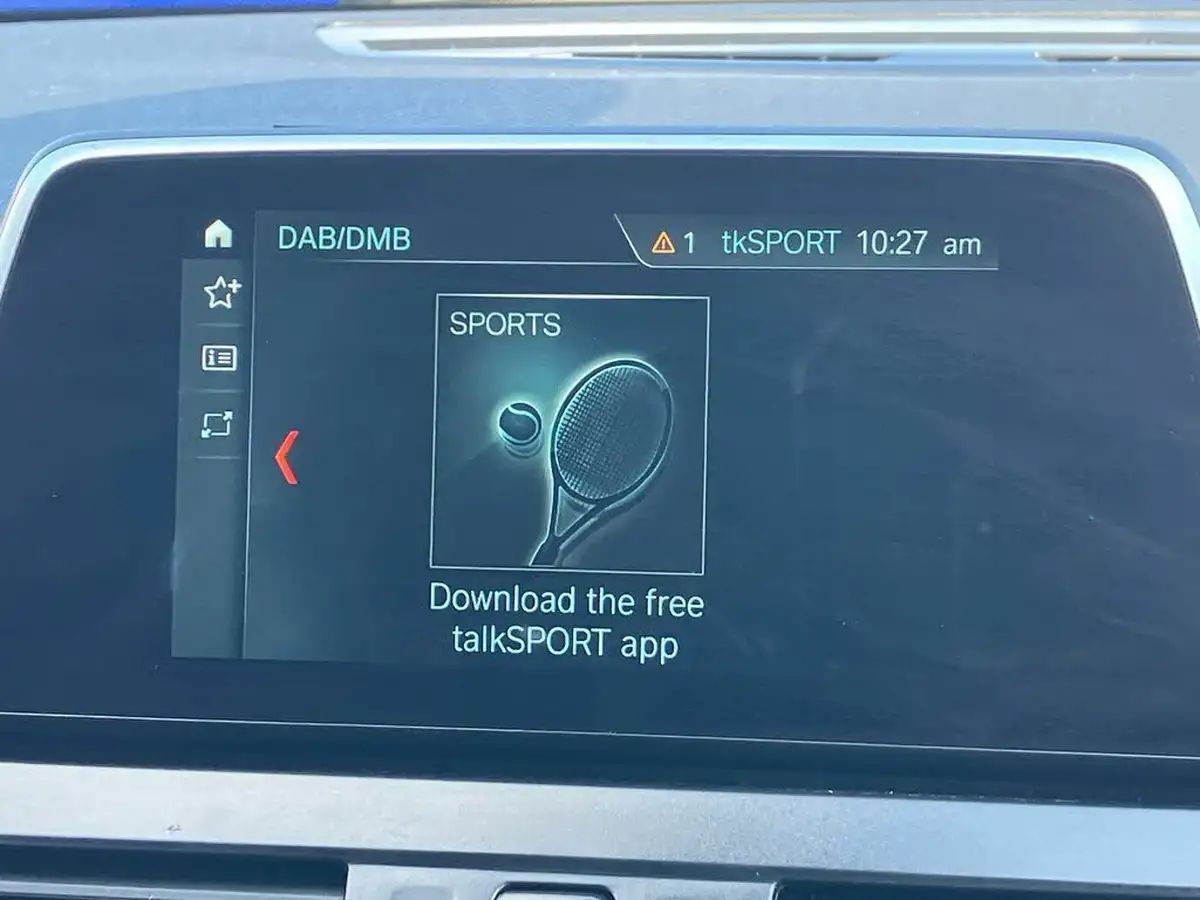 DAB/DMB
1 tkSPORT 10:27 am
SPORTS
Download the free
talkSPORT app